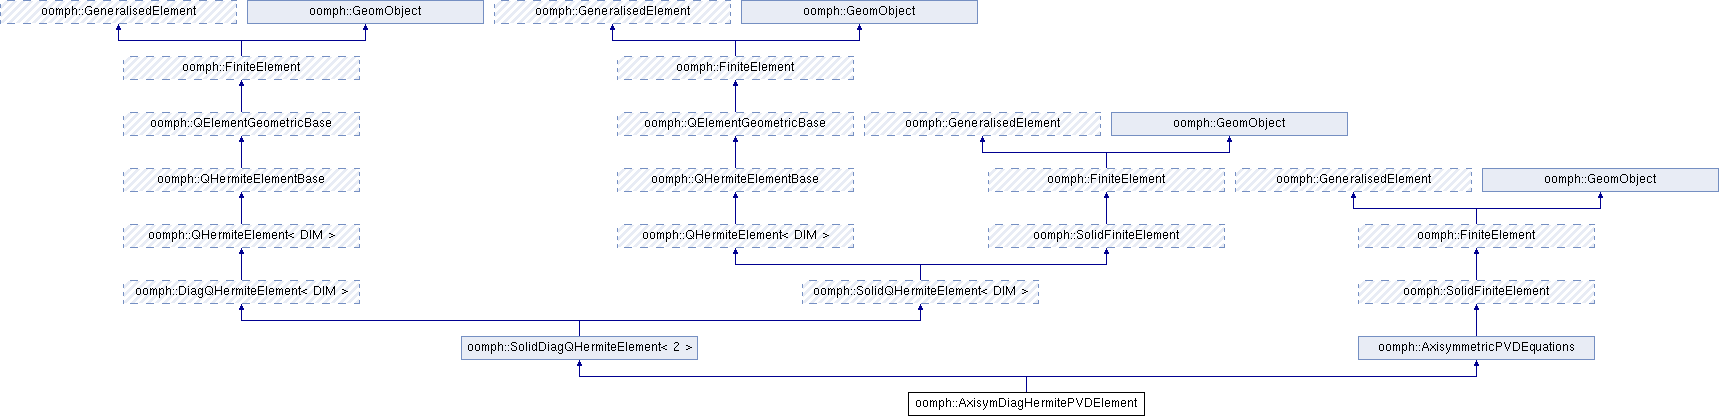 oomph::GeneralisedElement
oomph::GeomObject
oomph::GeneralisedElement
oomph::GeomObject
oomph::FiniteElement
oomph::FiniteElement
oomph::QElementGeometricBase
oomph::QElementGeometricBase
oomph::GeneralisedElement
oomph::GeomObject
oomph::QHermiteElementBase
oomph::QHermiteElementBase
oomph::FiniteElement
oomph::GeneralisedElement
oomph::GeomObject
oomph::QHermiteElement< DIM >
oomph::QHermiteElement< DIM >
oomph::SolidFiniteElement
oomph::FiniteElement
oomph::DiagQHermiteElement< DIM >
oomph::SolidQHermiteElement< DIM >
oomph::SolidFiniteElement
oomph::SolidDiagQHermiteElement< 2 >
oomph::AxisymmetricPVDEquations
oomph::AxisymDiagHermitePVDElement